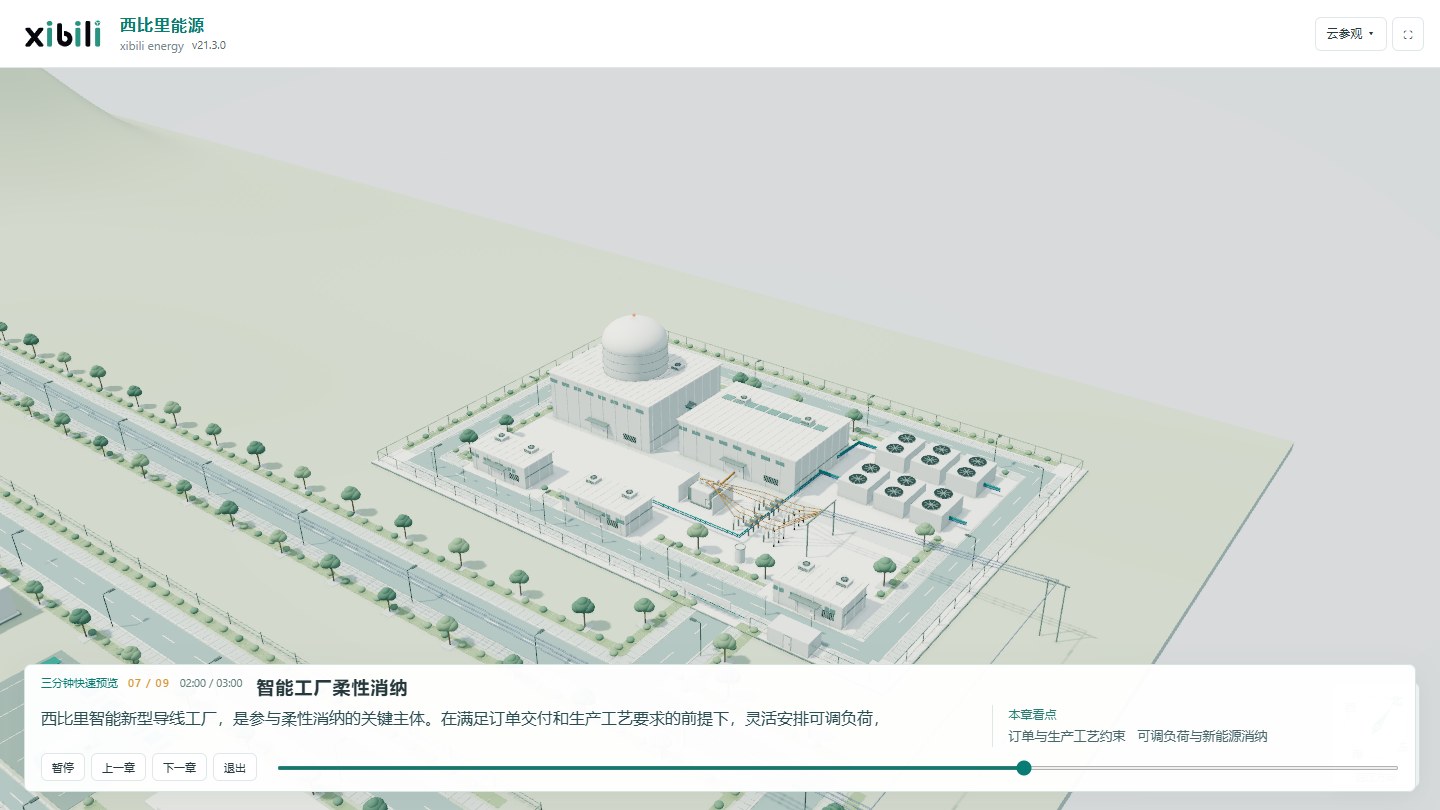 xibili
西比里能源
xibili energy v21.3.0
云参观
三分钟快速预览 07 / 09 02:00 / 03:00 智能工厂柔性消纳
西比里智能新型导线工厂，是参与柔性消纳的关键主体。在满足订单交付和生产工艺要求的前提下，灵活安排可调负荷，
本章看点
订单与生产工艺约束 可调负荷与新能源消纳
暂停 上一章 下一章 退出